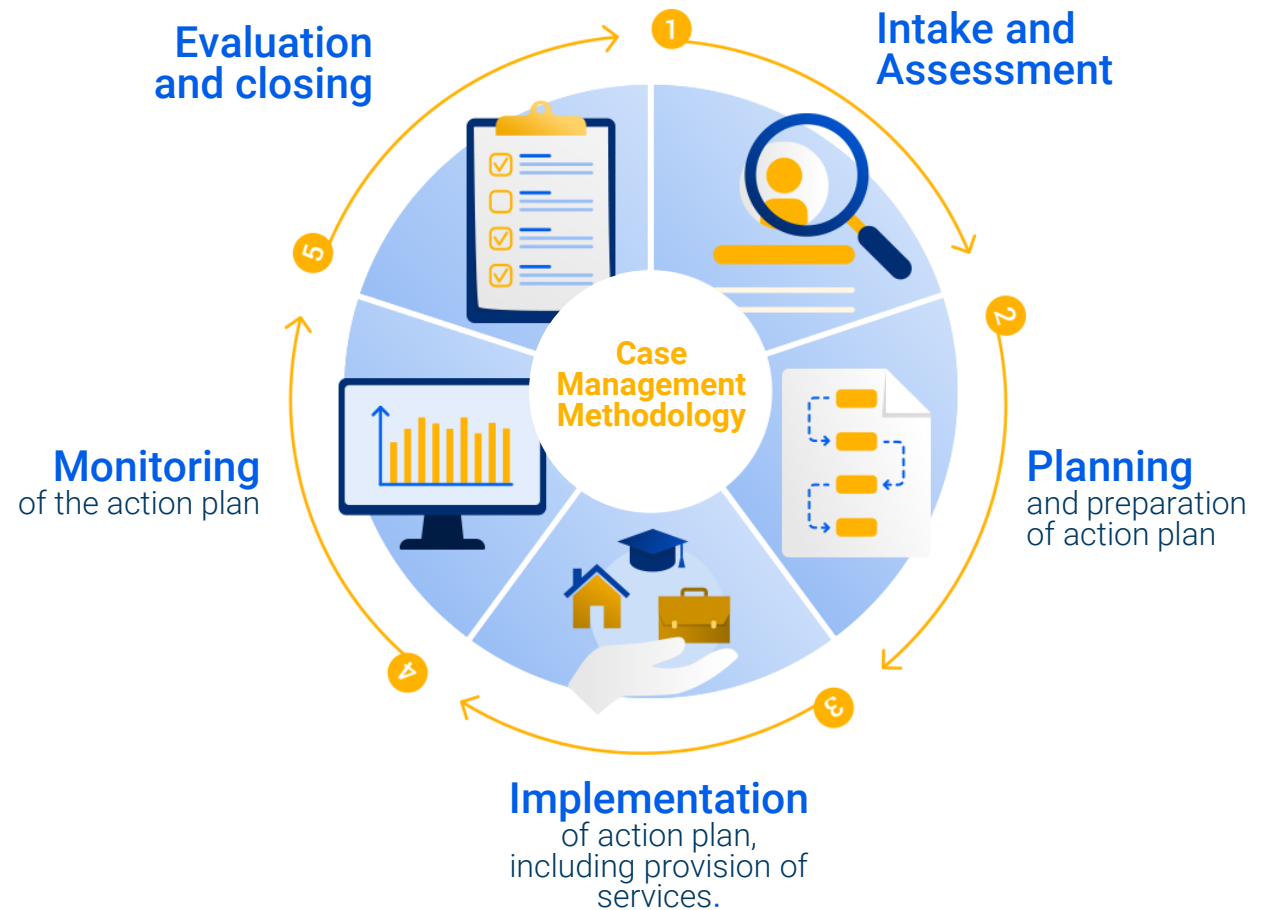 Case
Management
Methodology
1
Intake and
Assessment
2
Planning
and preparation
of action plan
3
Implementation
of action plan,
including provision of
services.
4
Monitoring
of the action plan
5
Evaluation
and closing